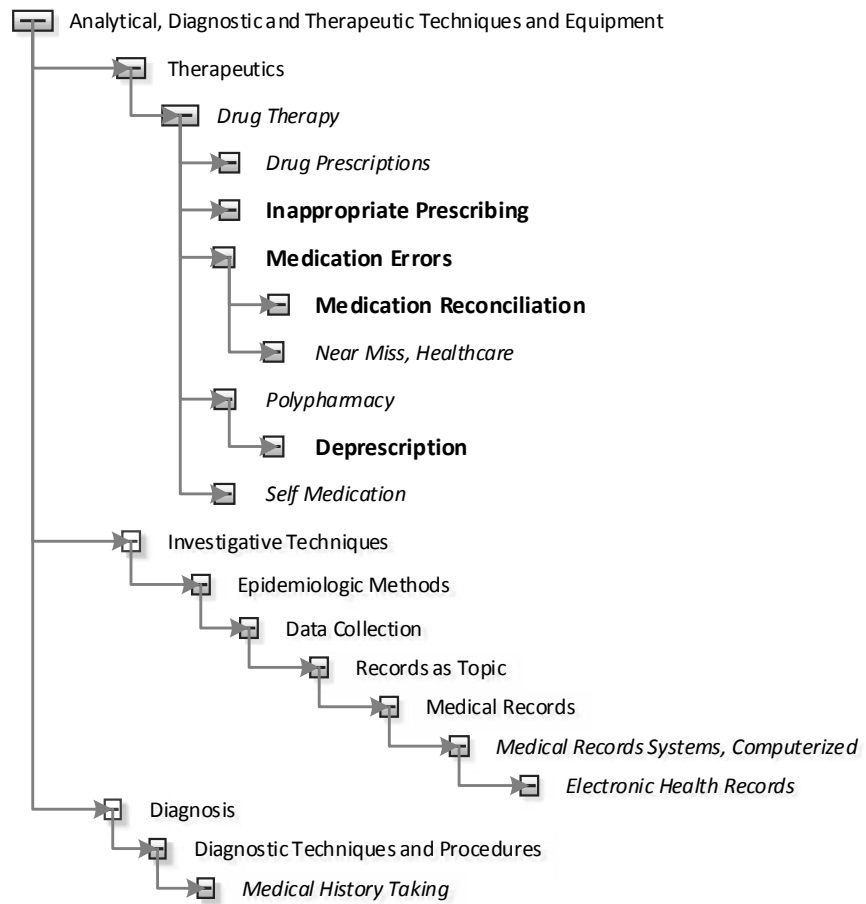 Analytical, Diagnostic and Therapeutic Techniques and Equipment
Therapeutics
Drug Therapy
Drug Prescriptions
Inappropriate Prescribing
Medication Errors
Medication Reconciliation
Near Miss, Healthcare
Polypharmacy
Deprescription
Self Medication
Investigative Techniques
Epidemiologic Methods
Data Collection
Records as Topic
Medical Records
Medical Records Systems, Computerized
Electronic Health Records
Diagnosis
Diagnostic Techniques and Procedures
Medical History Taking